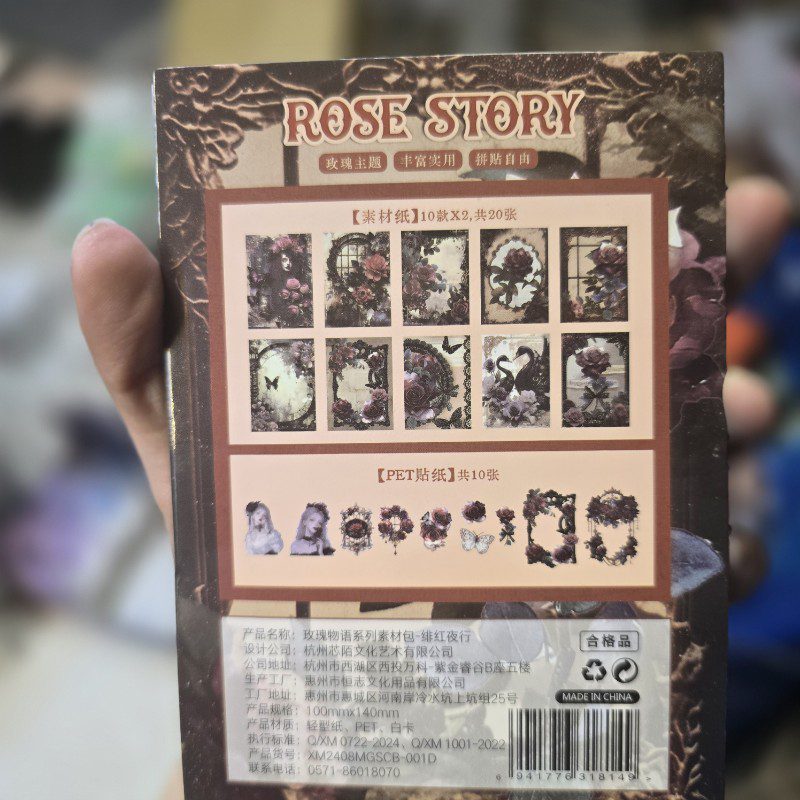 ROSE STORY
玫瑰主题 丰富实用 拼贴自由
【素材纸】10款X2,共20张
【PET贴纸】共10张
产品名称: 玫瑰物语系列素材包-绯红夜行
设计公司: 杭州芯陌文化艺术有限公司
公司地址: 杭州市西湖区西投万科-紫金睿谷B座五楼
生产工厂: 惠州市恒志文化用品有限公司
工厂地址: 惠州市惠城区河南岸冷水坑上坑组25号
产品规格: 100mmx140mm
产品材质: 轻型纸、PET、白卡
执行标准: Q/XM 0722-2024、Q/XM 1001-2022
产品货号: XM2408MGSCB-001D
联系电话: 0571-86018070
合格品
MADE IN CHINA
6 941776 318149 >